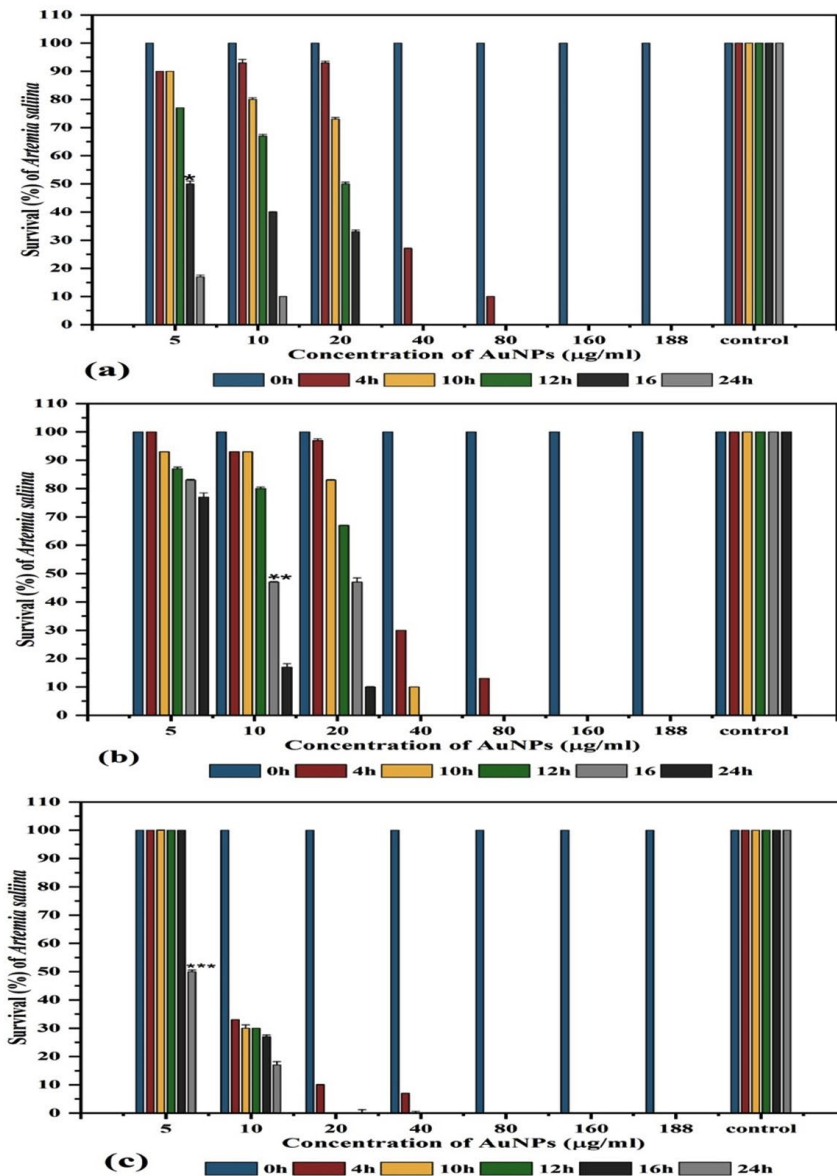 110
100
90
80
70
60
50
40
30
20
10
0
Survival (%) of Artemia saliina
*
5 10 20 40 80 160 188 control
Concentration of AuNPs (µg/ml)
(a)
0h 4h 10h 12h 16 24h
110
100
90
80
70
60
50
40
30
20
10
0
Survival (%) of Artemia saliina
**
5 10 20 40 80 160 188 control
Concentration of AuNPs (µg/ml)
(b)
0h 4h 10h 12h 16 24h
110
100
90
80
70
60
50
40
30
20
10
0
Survival (%) of Artemia saliina
***
5 10 20 40 80 160 188 control
Concentration of AuNPs (µg/ml)
(c)
0h 4h 10h 12h 16h 24h